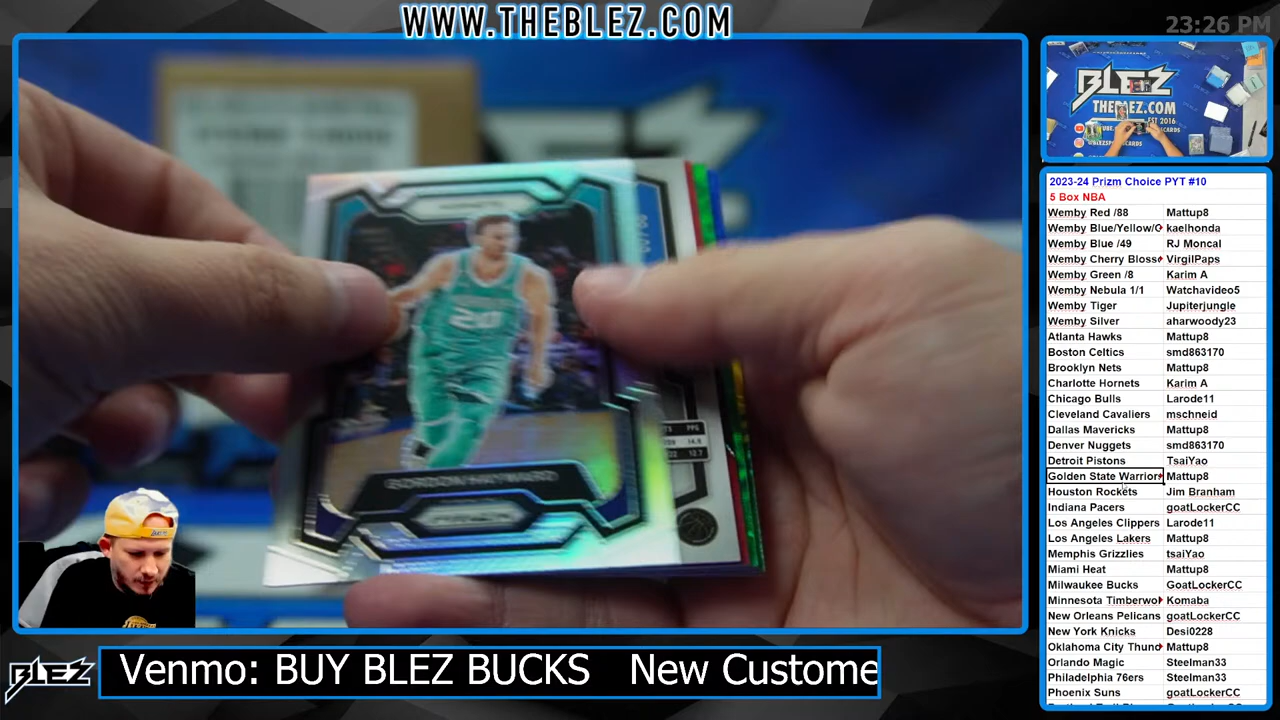 WWW.THEBLEZ.COM
23:26 PM
BLEZ
THEBLEZ.COM
EST 2016
2023-24 Prizm Choice PYT #10
5 Box NBA
Wemby Red /88 Mattup8
Wemby Blue/Yellow/G kaelhonda
Wemby Blue /49 RJ Moncal
Wemby Cherry Blosso VirgilPaps
Wemby Green /8 Karim A
Wemby Nebula 1/1 Watchavideo5
Wemby Tiger Jupiterjungle
Wemby Silver aharwoody23
Atlanta Hawks Mattup8
Boston Celtics smd863170
Brooklyn Nets Mattup8
Charlotte Hornets Karim A
Chicago Bulls Larode11
Cleveland Cavaliers mschneid
Dallas Mavericks Mattup8
Denver Nuggets smd863170
Detroit Pistons TsaiYao
Golden State Warriors Mattup8
Houston Rockets Jim Branham
Indiana Pacers goatLockerCC
Los Angeles Clippers Larode11
Los Angeles Lakers Mattup8
Memphis Grizzlies tsaiYao
Miami Heat Mattup8
Milwaukee Bucks GoatLockerCC
Minnesota Timberwol Komaba
New Orleans Pelicans goatLockerCC
New York Knicks Desi0228
Oklahoma City Thund Mattup8
Orlando Magic Steelman33
Philadelphia 76ers Steelman33
Phoenix Suns goatLockerCC
20
BLEZ
Venmo: BUY BLEZ BUCKS New Custome